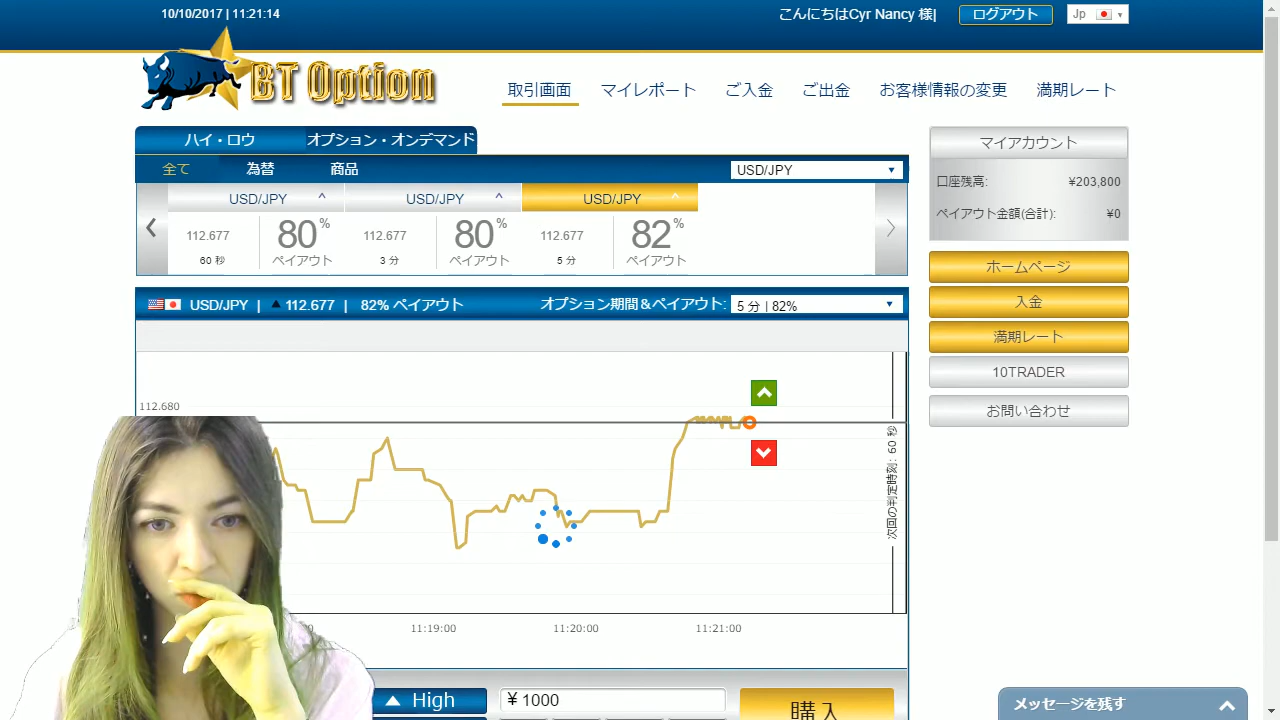 10/10/2017 | 11:21:14
こんにちはCyr Nancy 様|
ログアウト
Jp
BT Option
取引画面
マイレポート
ご入金
ご出金
お客様情報の変更
満期レート
ハイ・ロウ
オプション・オンデマンド
全て
為替
商品
USD/JPY
USD/JPY
USD/JPY
USD/JPY
112.677
80%
112.677
80%
112.677
82%
60 秒
ペイアウト
3 分
ペイアウト
5 分
ペイアウト
USD/JPY | ▲ 112.677 | 82% ペイアウト
オプション期間＆ペイアウト:
5 分 | 82%
112.680
次回の判定時刻: 60 秒
11:19:00
11:20:00
11:21:00
High
¥ 1000
購入
マイアカウント
口座残高:
¥203,800
ペイアウト金額(合計):
¥0
ホームページ
入金
満期レート
10TRADER
お問い合わせ
メッセージを残す